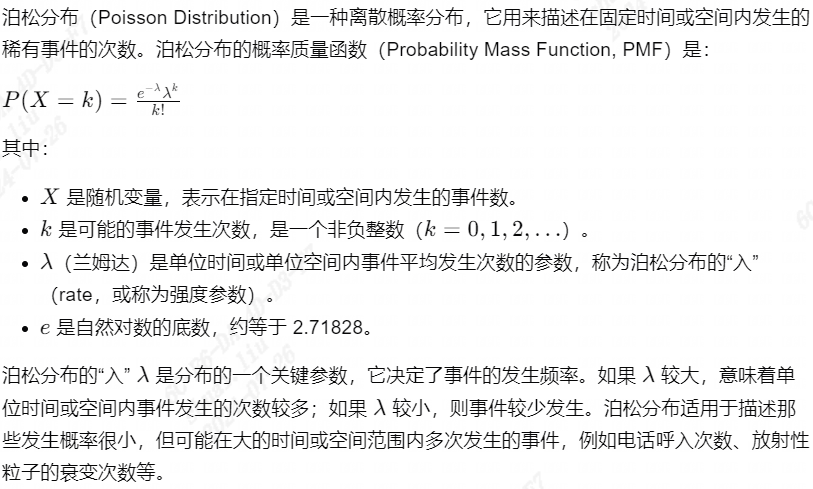 泊松分布（Poisson Distribution）是一种离散概率分布，它用来描述在固定时间或空间内发生的
稀有事件的次数。泊松分布的概率质量函数（Probability Mass Function, PMF）是：
P(X = k) = \frac{e^{-λ}λ^k}{k!}
其中：
• X 是随机变量，表示在指定时间或空间内发生的事件数。
• k 是可能的事件发生次数，是一个非负整数（k = 0, 1, 2, …）。
• λ（兰姆达）是单位时间或单位空间内事件平均发生次数的参数，称为泊松分布的“入”
（rate，或称为强度参数）。
• e 是自然对数的底数，约等于 2.71828。
泊松分布的“入” λ 是分布的一个关键参数，它决定了事件的发生频率。如果 λ 较大，意味着单
位时间或空间内事件发生的次数较多；如果 λ 较小，则事件较少发生。泊松分布适用于描述那
些发生概率很小，但可能在大的时间或空间范围内多次发生的事件，例如电话呼入次数、放射性
粒子的衰变次数等。